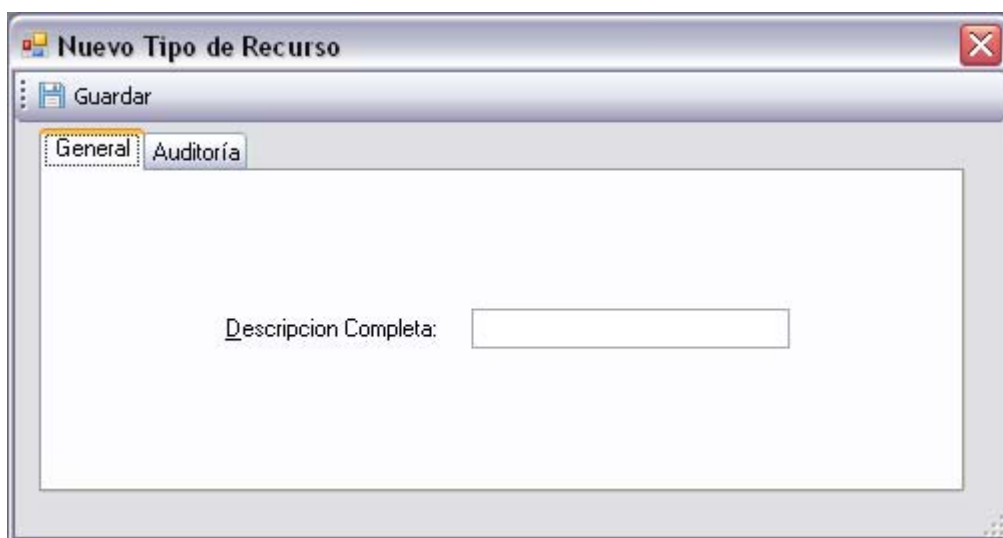 Nuevo Tipo de Recurso
Guardar
General Auditoría
Descripcion Completa: